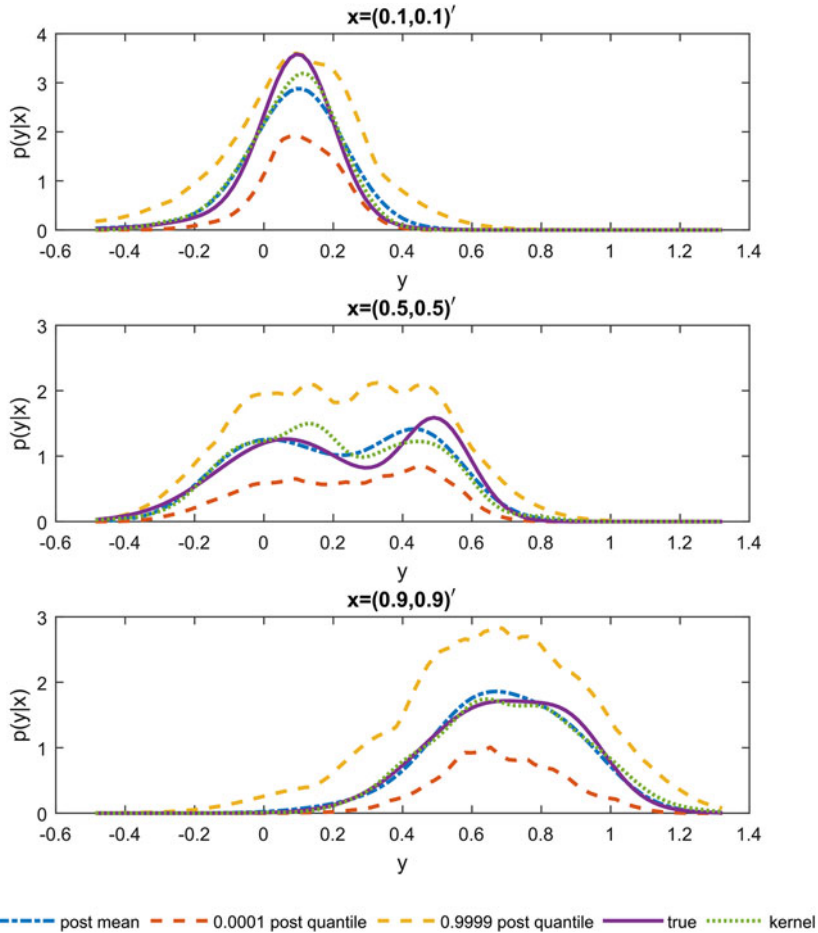 x=(0.1,0.1)′
4
3
2
1
0
p(y|x)
-0.6 -0.4 -0.2 0 0.2 0.4 0.6 0.8 1 1.2 1.4
y
x=(0.5,0.5)′
3
2
1
0
p(y|x)
-0.6 -0.4 -0.2 0 0.2 0.4 0.6 0.8 1 1.2 1.4
y
x=(0.9,0.9)′
3
2
1
0
p(y|x)
-0.6 -0.4 -0.2 0 0.2 0.4 0.6 0.8 1 1.2 1.4
y
post mean 0.0001 post quantile 0.9999 post quantile true kernel